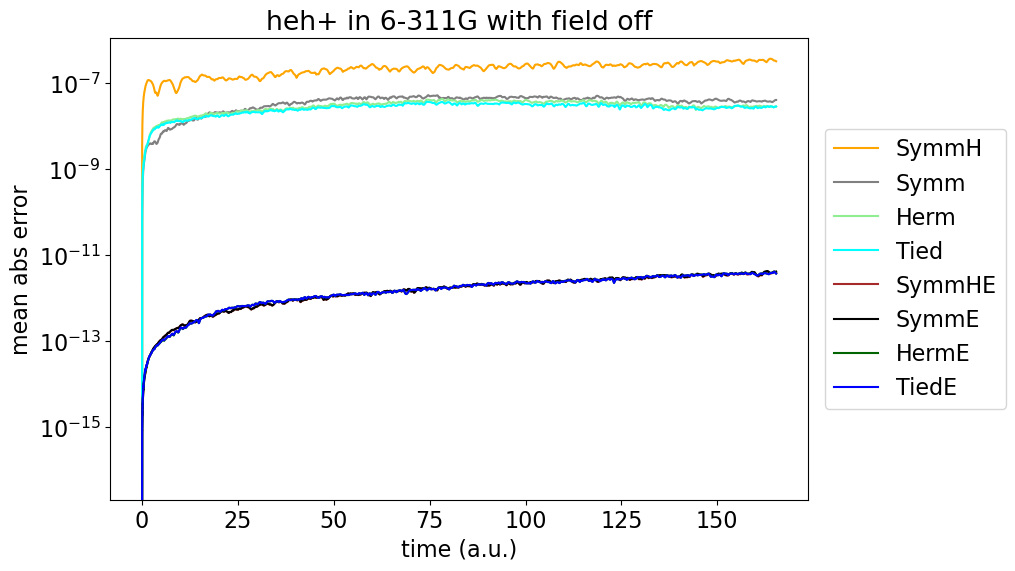 heh+ in 6-311G with field off
mean abs error
10⁻⁷
10⁻⁹
10⁻¹¹
10⁻¹³
10⁻¹⁵
0 25 50 75 100 125 150
time (a.u.)
SymmH
Symm
Herm
Tied
SymmHE
SymmE
HermE
TiedE